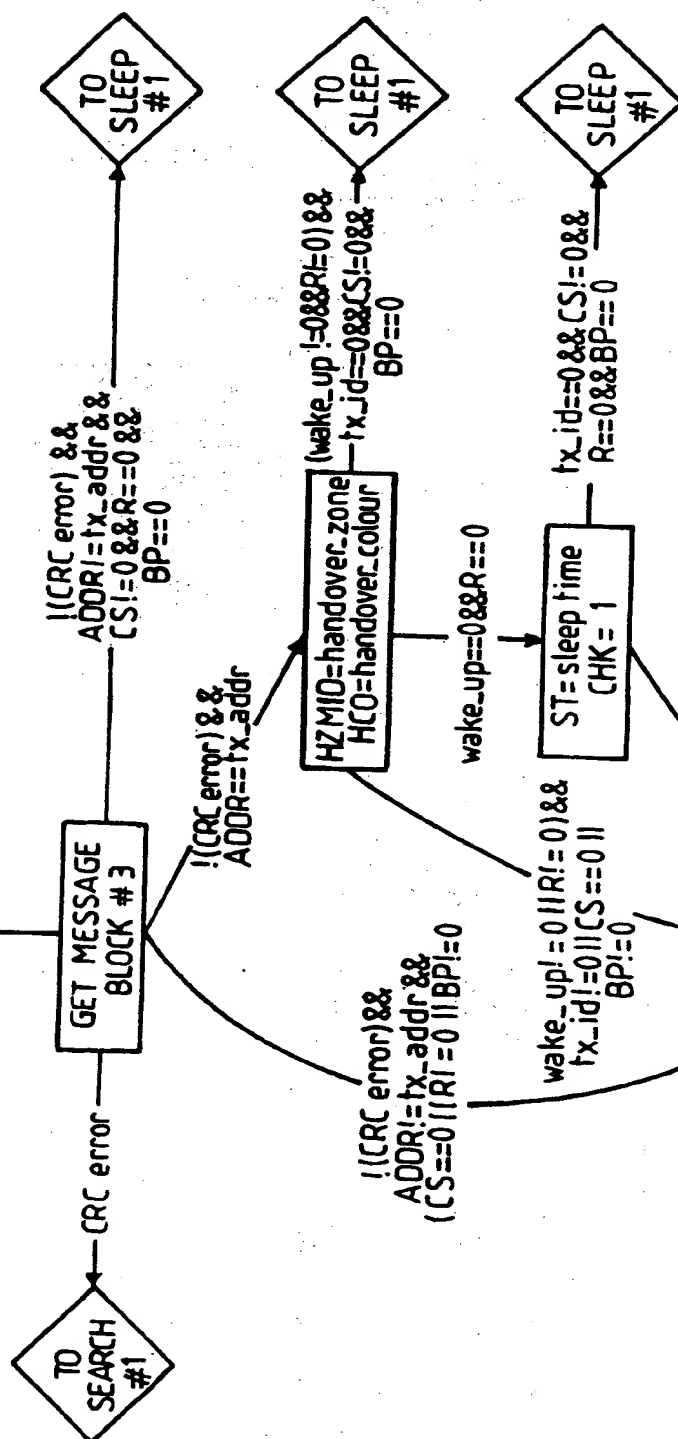 TO
SEARCH
#1
CRC error
GET MESSAGE
BLOCK #3
!(CRC error) &&
ADDR!=tx_addr &&
CS!=0&&R==0 &&
BP==0
TO
SLEEP
#1
!(CRC error)&&
ADDR==tx_addr
!(CRC error)&&
ADDR!=tx_addr &&
(CS==0||R!=0||BP!=0
HZMID=handover_zone
HCO=handover_colour
(wake_up !=0&&R!=0)&&
tx_id==0&&CS!=0&&
BP==0
TO
SLEEP
#1
wake_up==0&&R==0
wake_up!=0||R!=0)&&
tx_id!=0||CS==0||
BP!=0
ST=sleep time
CHK=1
tx_id==0&&CS!=0&&
R==0&&BP==0
TO
SLEEP
#1